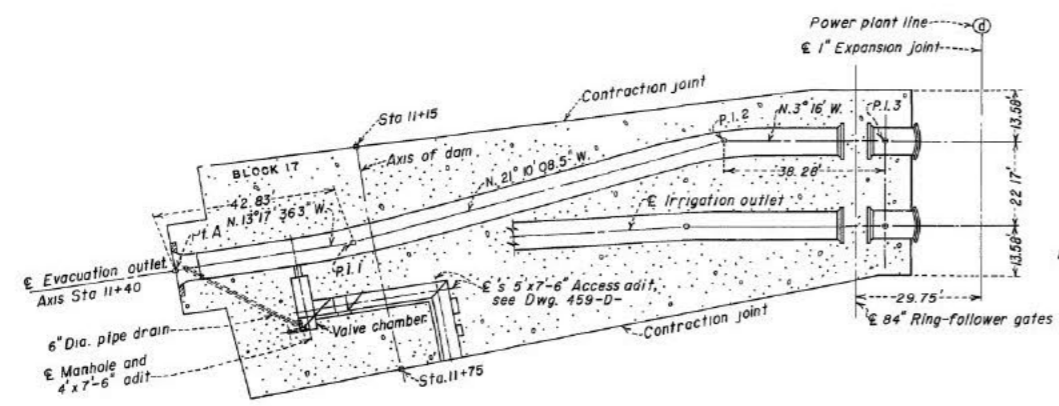 Power plant line
d
℄ 1" Expansion joint
Contraction joint
N.3° 16' W.
P.I.3
P.I.2
13.58'
Sta 11+15
Axis of dam
BLOCK 17
N. 21° 10' 08.5" W.
38.28'
22.17'
42.83'
N.13°17' 36.3" W.
℄ Irrigation outlet
Pt. A
P.I.1
℄ Evacuation outlet
Axis Sta 11+40
13.58'
℄'s 5'x7'-6" Access adit,
see Dwg. 459-D-
29.75'
6" Dia. pipe drain
Valve chamber
Contraction joint
℄ 84" Ring-follower gates
℄ Manhole and
4'x7'-6" adit
Sta. 11+75